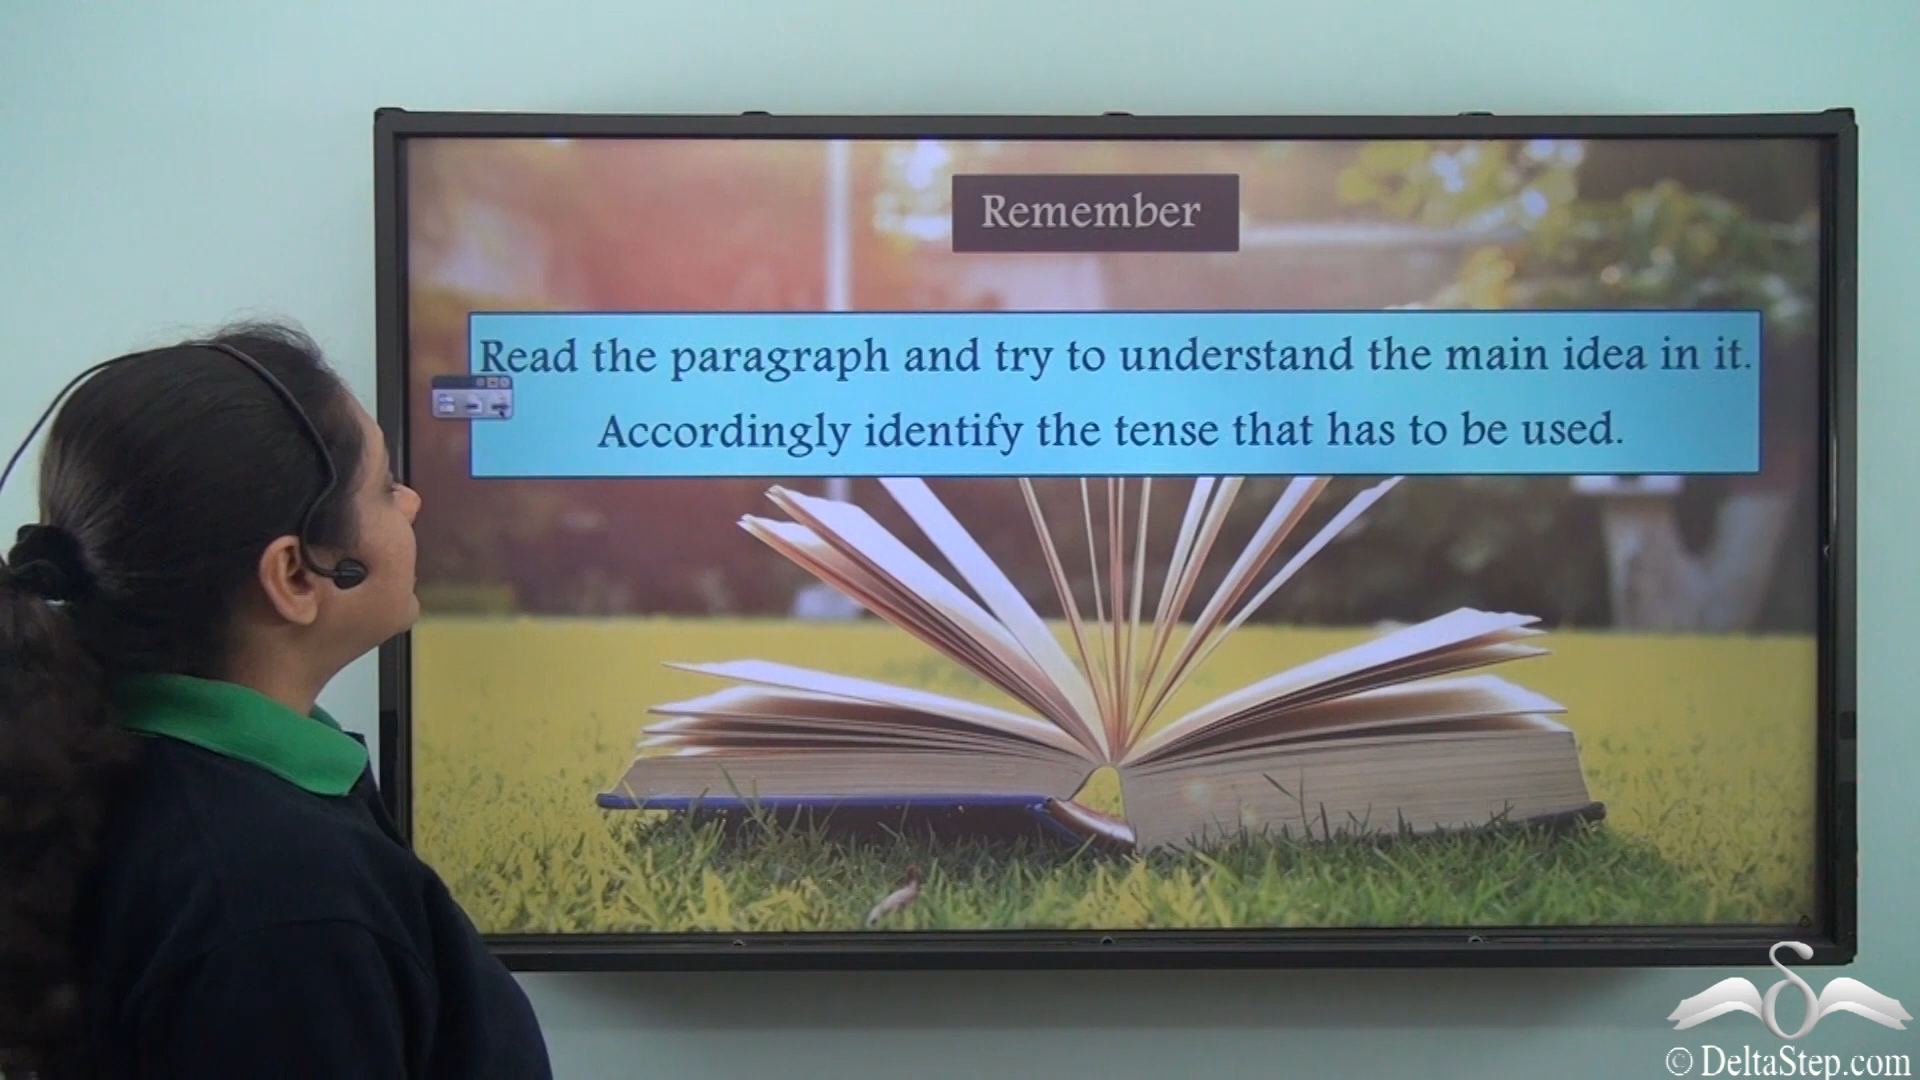 Remember
Read the paragraph and try to understand the main idea in it.
Accordingly identify the tense that has to be used.
© DeltaStep.com